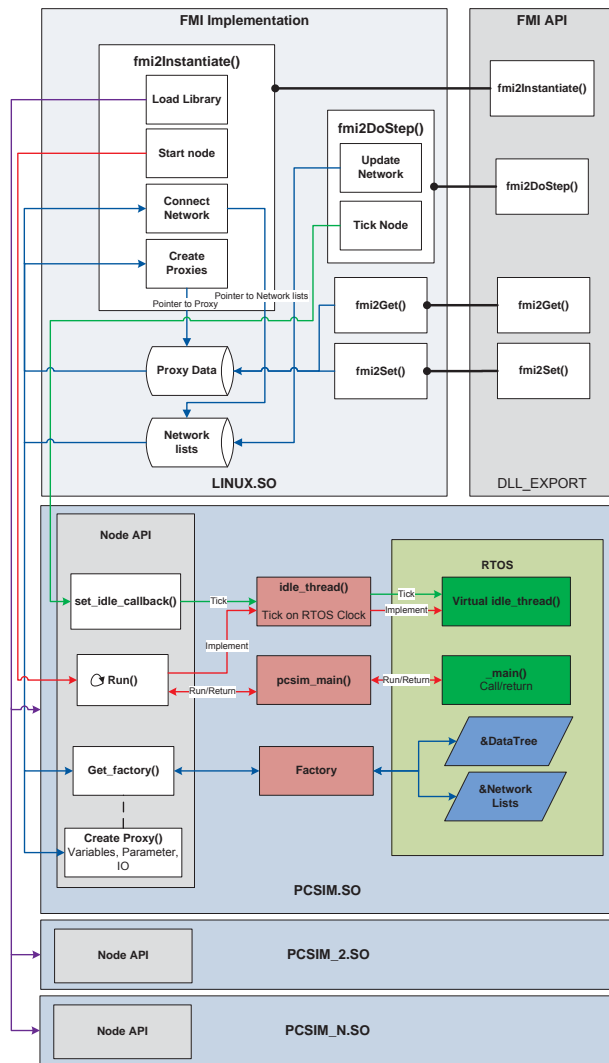 FMI Implementation
FMI API
fmi2Instantiate()
Load Library
Start node
Connect
Network
Create
Proxies
fmi2DoStep()
Update
Network
Tick Node
fmi2Instantiate()
fmi2DoStep()
Pointer to Proxy
Pointer to Network lists
fmi2Get()
fmi2Get()
fmi2Set()
fmi2Set()
Proxy Data
Network
lists
LINUX.SO
DLL_EXPORT
Node API
RTOS
set_idle_callback()
Tick
idle_thread()
Tick on RTOS Clock
Tick
Implement
Virtual idle_thread()
Implement
Run()
Run/Return
pcsim_main()
Run/Return
_main()
Call/return
Get_factory()
Factory
&DataTree
&Network
Lists
Create Proxy()
Variables, Parameter,
IO
PCSIM.SO
Node API
PCSIM_2.SO
Node API
PCSIM_N.SO